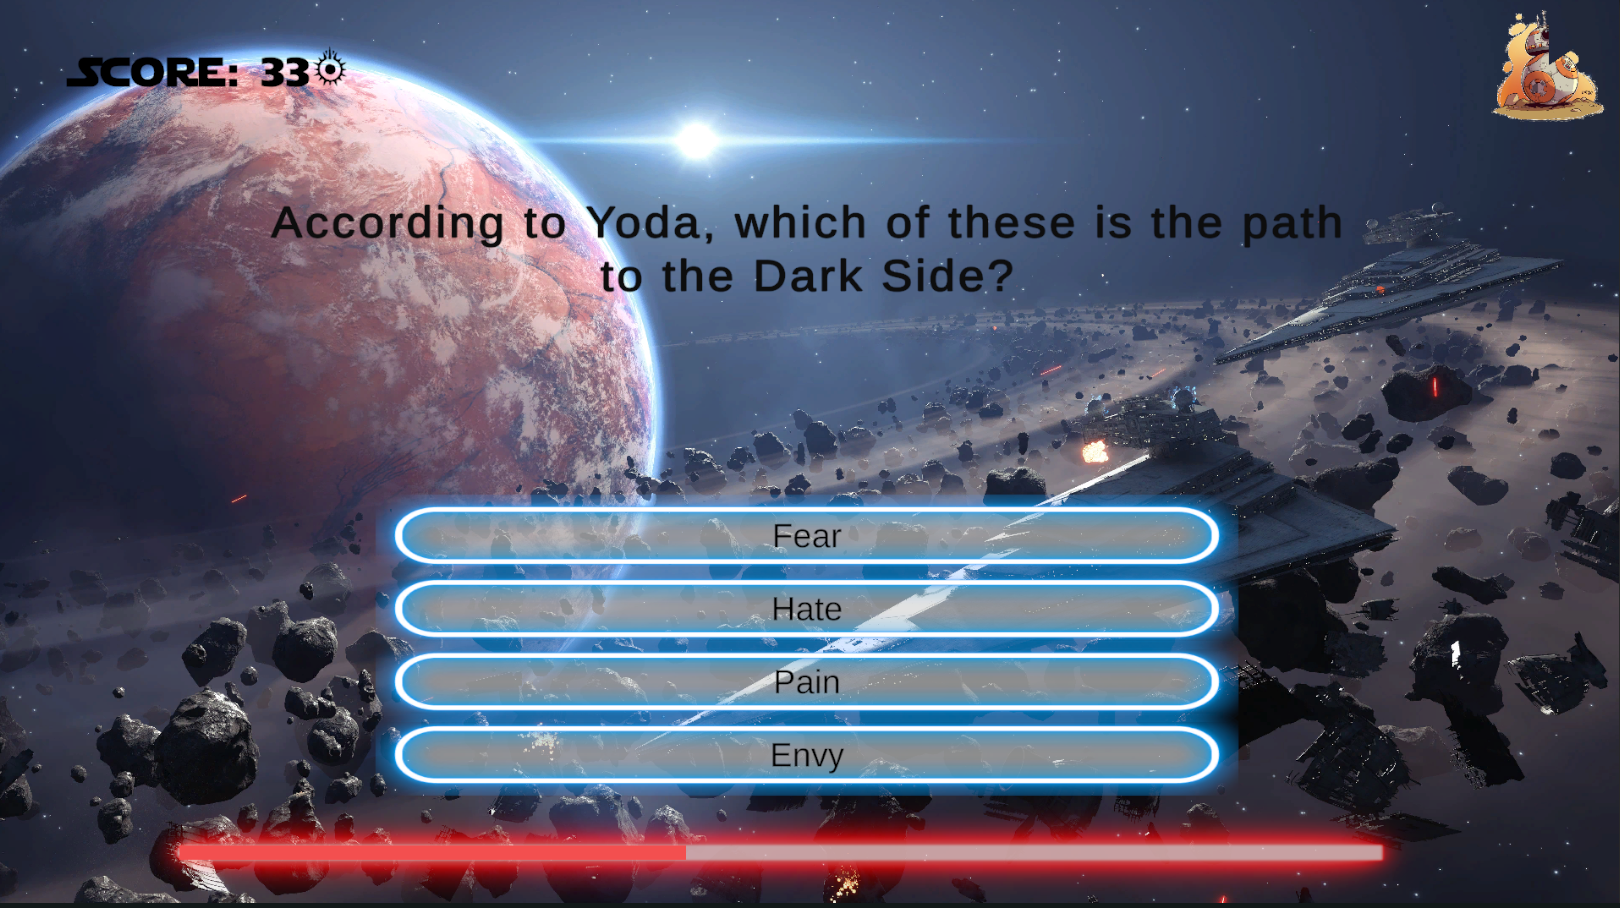 SCORE: 33
According to Yoda, which of these is the path
to the Dark Side?
Fear
Hate
Pain
Envy